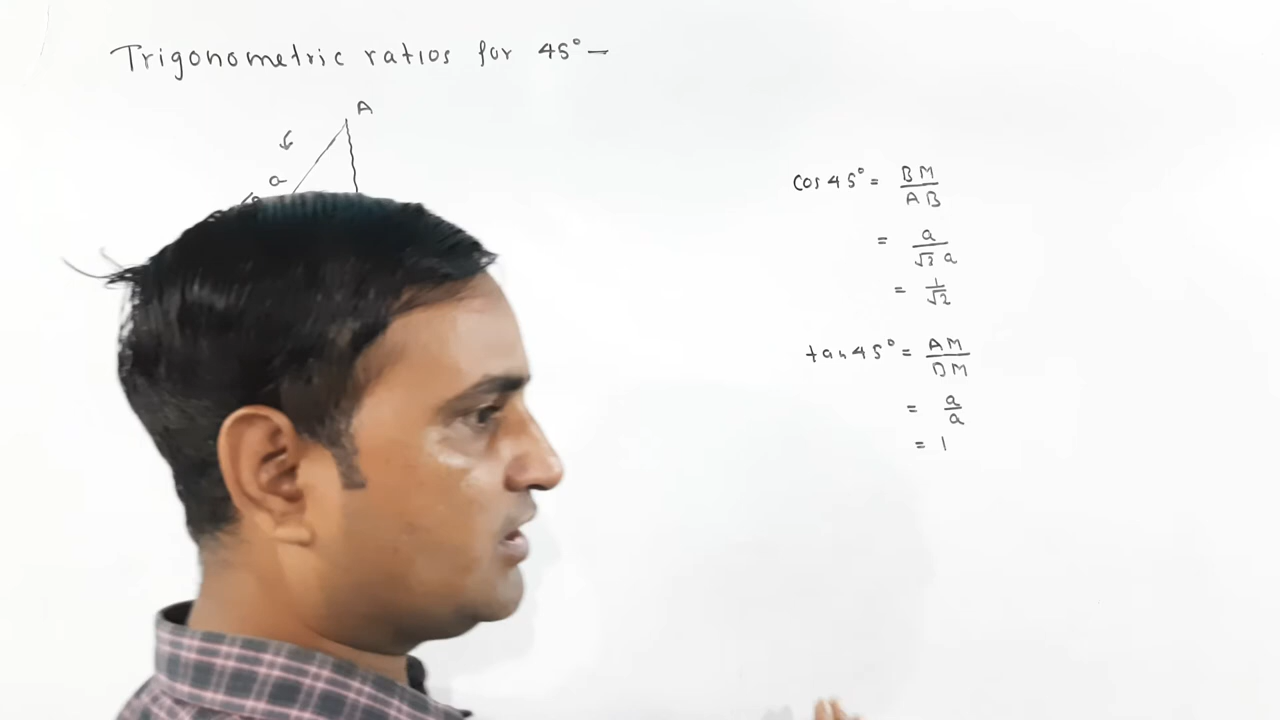 Trigonometric ratios for 45° –
A
a
cos 45° = BM/AB
= a/√2 a
= 1/√2
tan 45° = AM/BM
= a/a
= 1